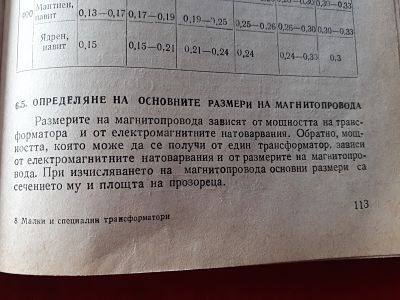 400 Мантиен, навит 0,13—0,17 0,17—0,19 0,19—0,25 0,25—0,26 0,26—0,30 0,30—0,33
Ядрен, навит 0,15 0,15—0,21 0,21—0,24 0,24 0,24—0,33 0,3
6.5. ОПРЕДЕЛЯНЕ НА ОСНОВНИТЕ РАЗМЕРИ НА МАГНИТОПРОВОДА
Размерите на магнитопровода зависят от мощността на транс-
форматора и от електромагнитните натоварвания. Обратно, мощ-
ността, която може да се получи от един трансформатор, зависи
от електромагнитните натоварвания и от размерите на магнитопро-
вода. При изчисляването на магнитопровода основни размери са
сечението му и площта на прозореца.
8 Малки и специални трансформатори
113